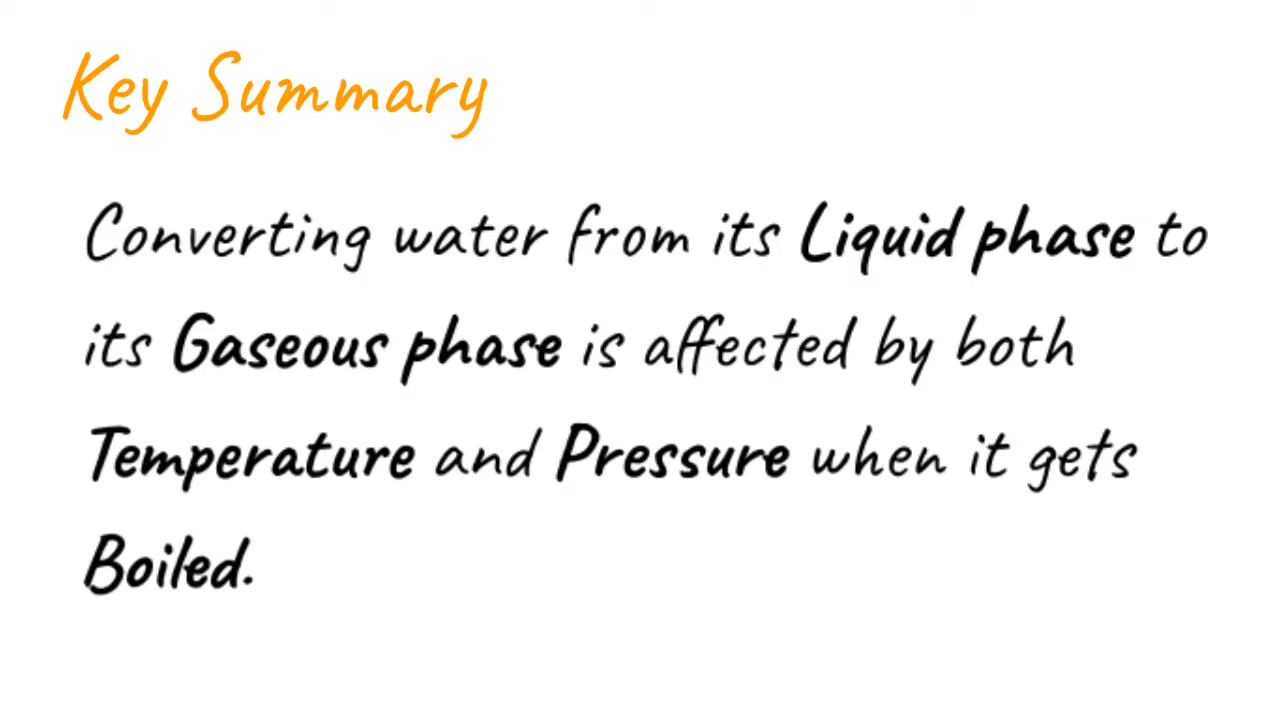 Key Summary
Converting water from its Liquid phase to
its Gaseous phase is affected by both
Temperature and Pressure when it gets
Boiled.